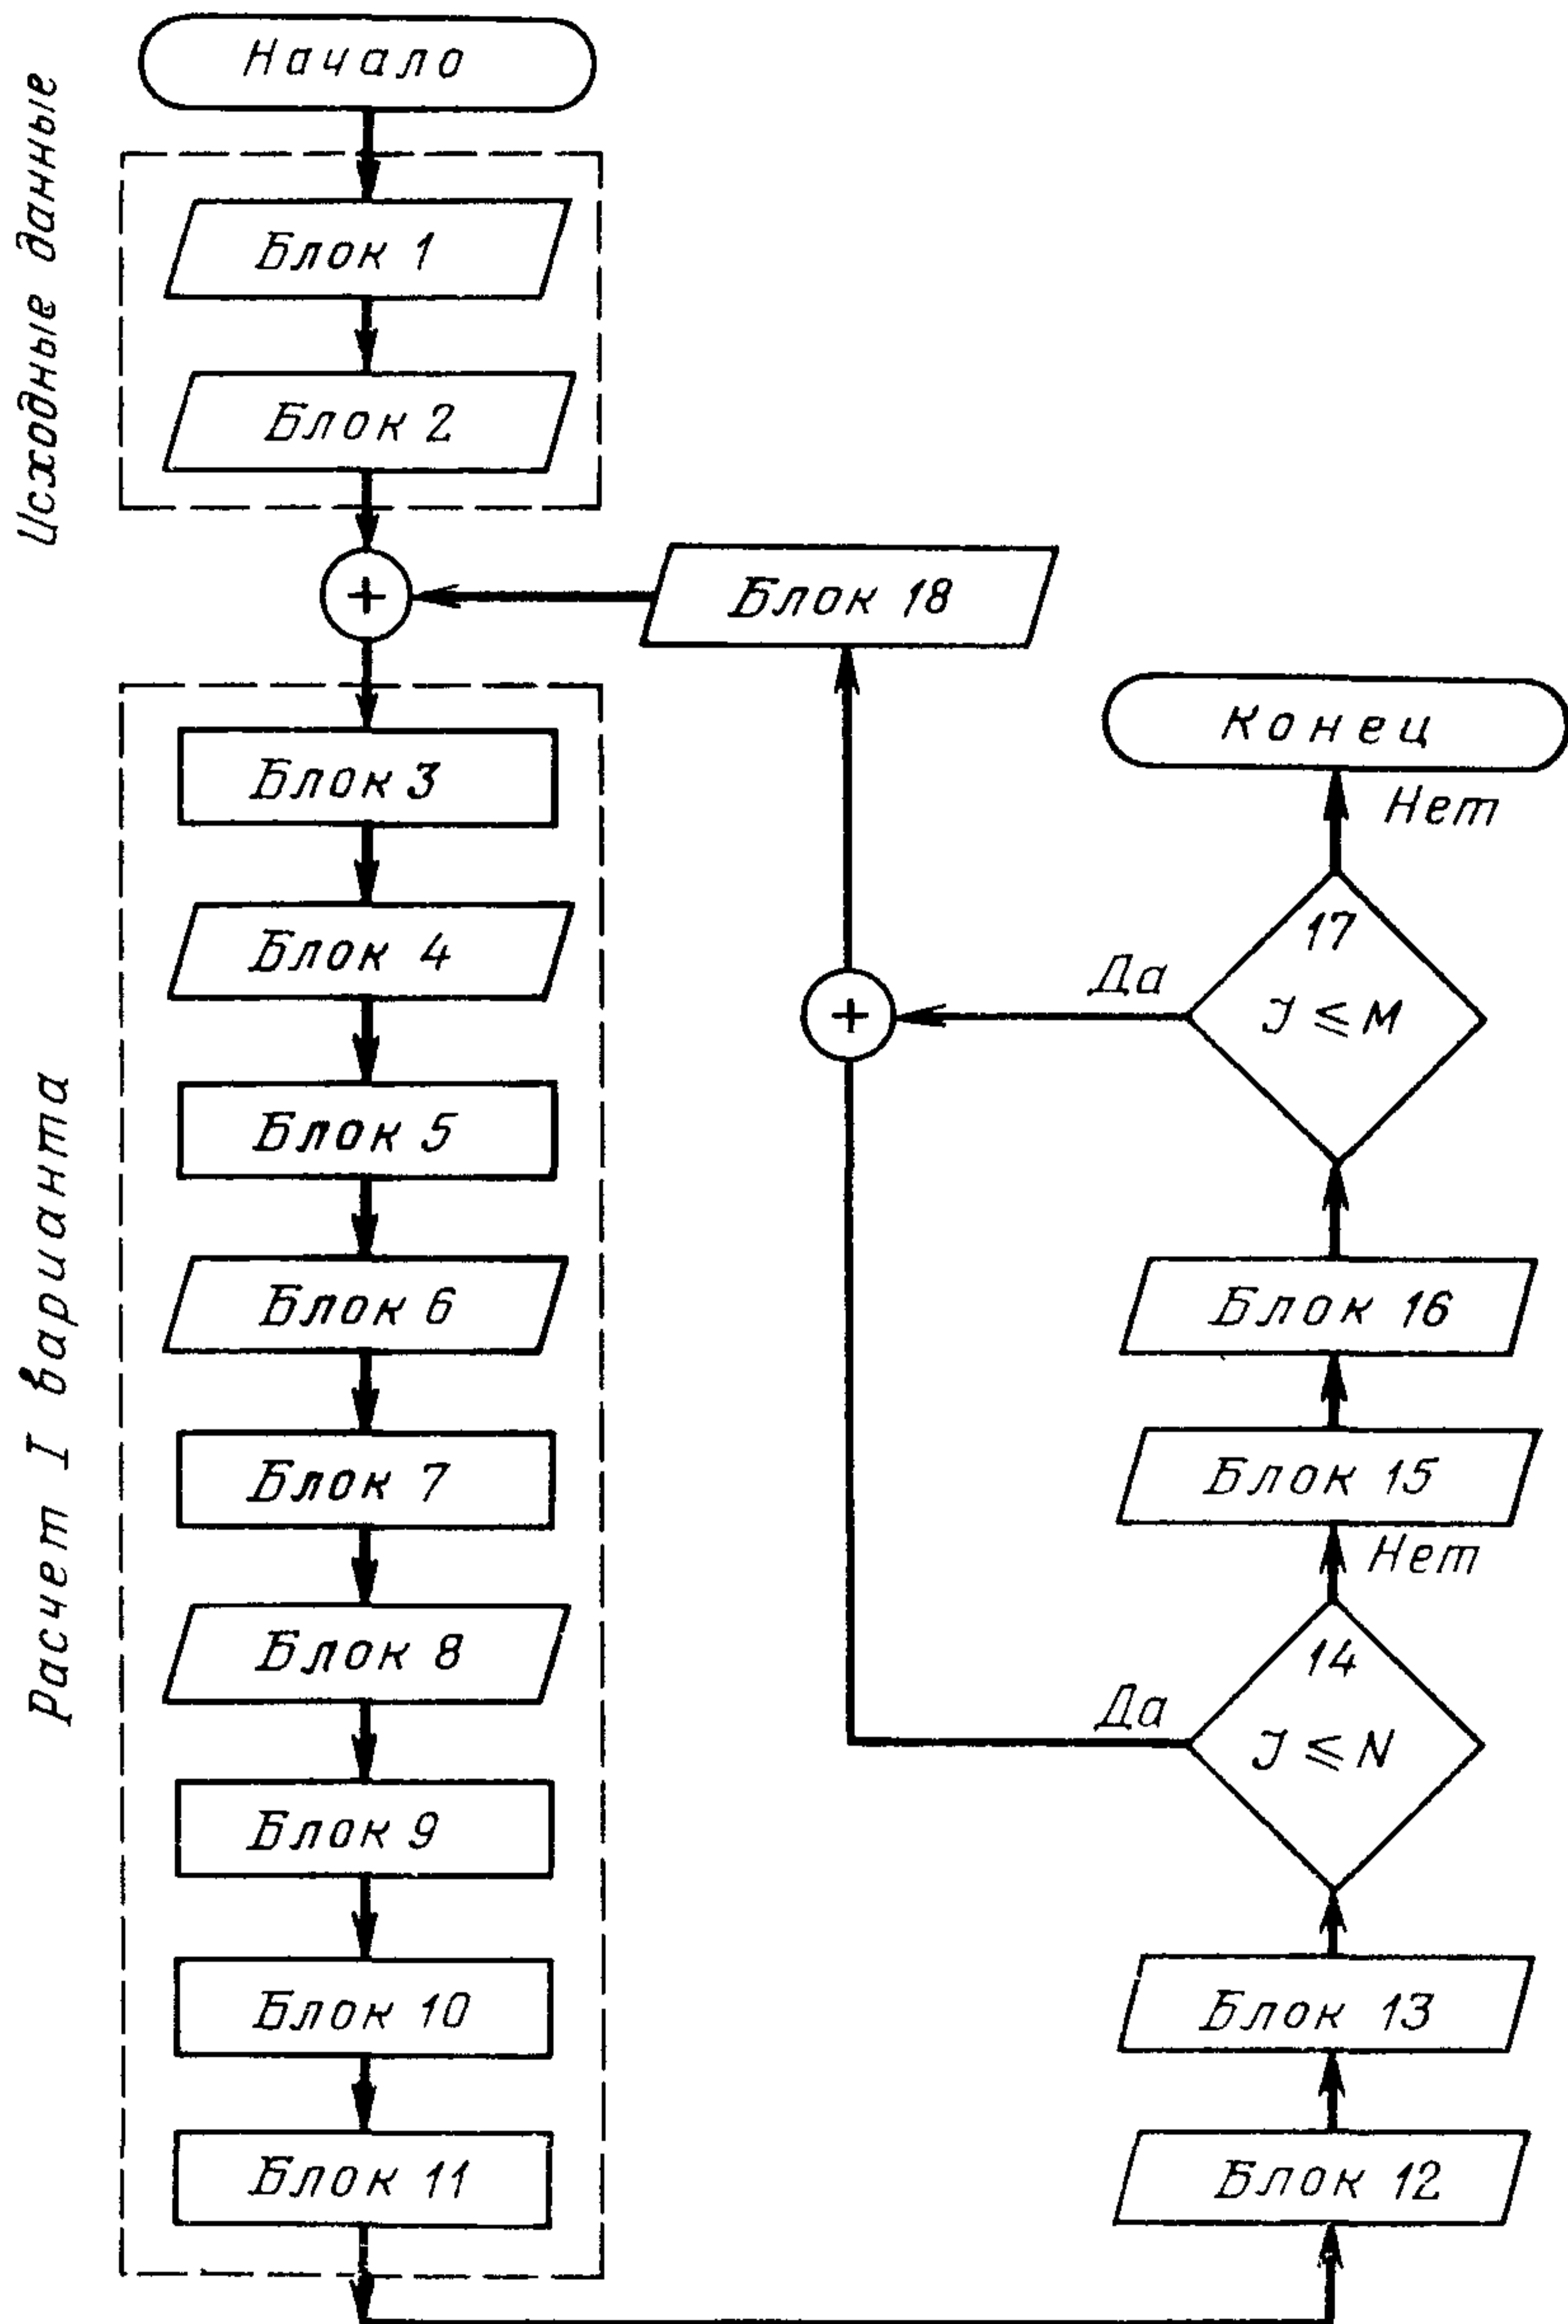 Начало
Исходные данные
Блок 1
Блок 2
+
Блок 18
Расчет I варианта
Блок 3
Блок 4
Блок 5
Блок 6
Блок 7
Блок 8
Блок 9
Блок 10
Блок 11
Конец
Нет
17
J ≤ M
Да
+
Блок 16
Блок 15
Нет
14
J ≤ N
Да
Блок 13
Блок 12